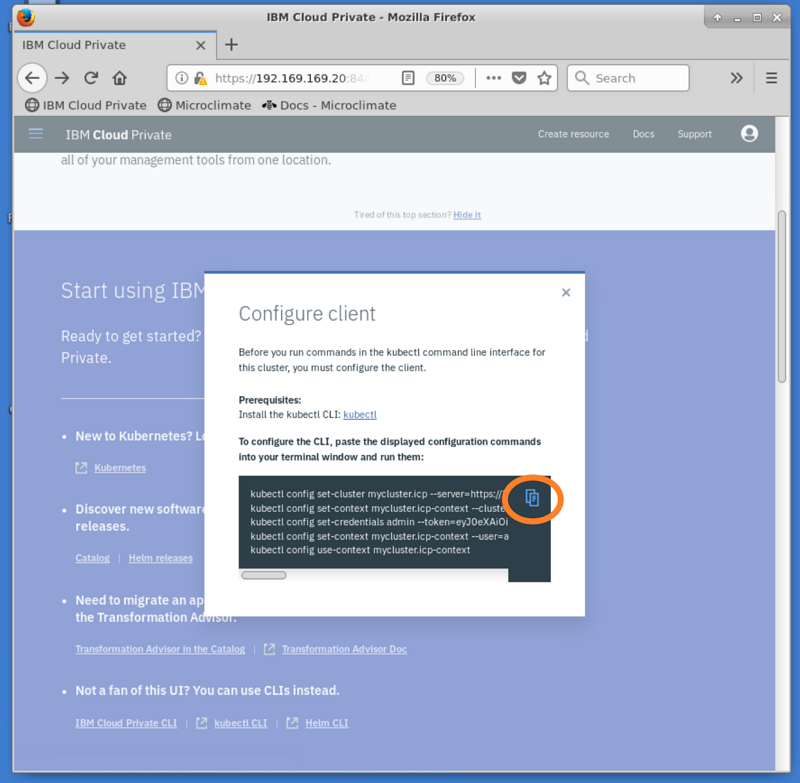 IBM Cloud Private - Mozilla Firefox
IBM Cloud Private
https://192.169.169.20:844
80%
Search
IBM Cloud Private
Microclimate
Docs - Microclimate
IBM Cloud Private
Create resource
Docs
Support
all of your management tools from one location.
Tired of this top section? Hide it
Start using IBM
Ready to get started?
d
Private.
New to Kubernetes? Le
Kubernetes
Discover new software
releases.
Catalog | Helm releases
Need to migrate an ap
the Transformation Advisor.
Transformation Advisor in the Catalog | Transformation Advisor Doc
Not a fan of this UI? You can use CLIs instead.
IBM Cloud Private CLI | kubectl CLI | Helm CLI
Configure client
Before you run commands in the kubectl command line interface for
this cluster, you must configure the client.
Prerequisites:
Install the kubectl CLI: kubectl
To configure the CLI, paste the displayed configuration commands
into your terminal window and run them:
kubectl config set-cluster mycluster.icp --server=https://
kubectl config set-context mycluster.icp-context --cluste
kubectl config set-credentials admin --token=eyJ0eXAiOi
kubectl config set-context mycluster.icp-context --user=a
kubectl config use-context mycluster.icp-context